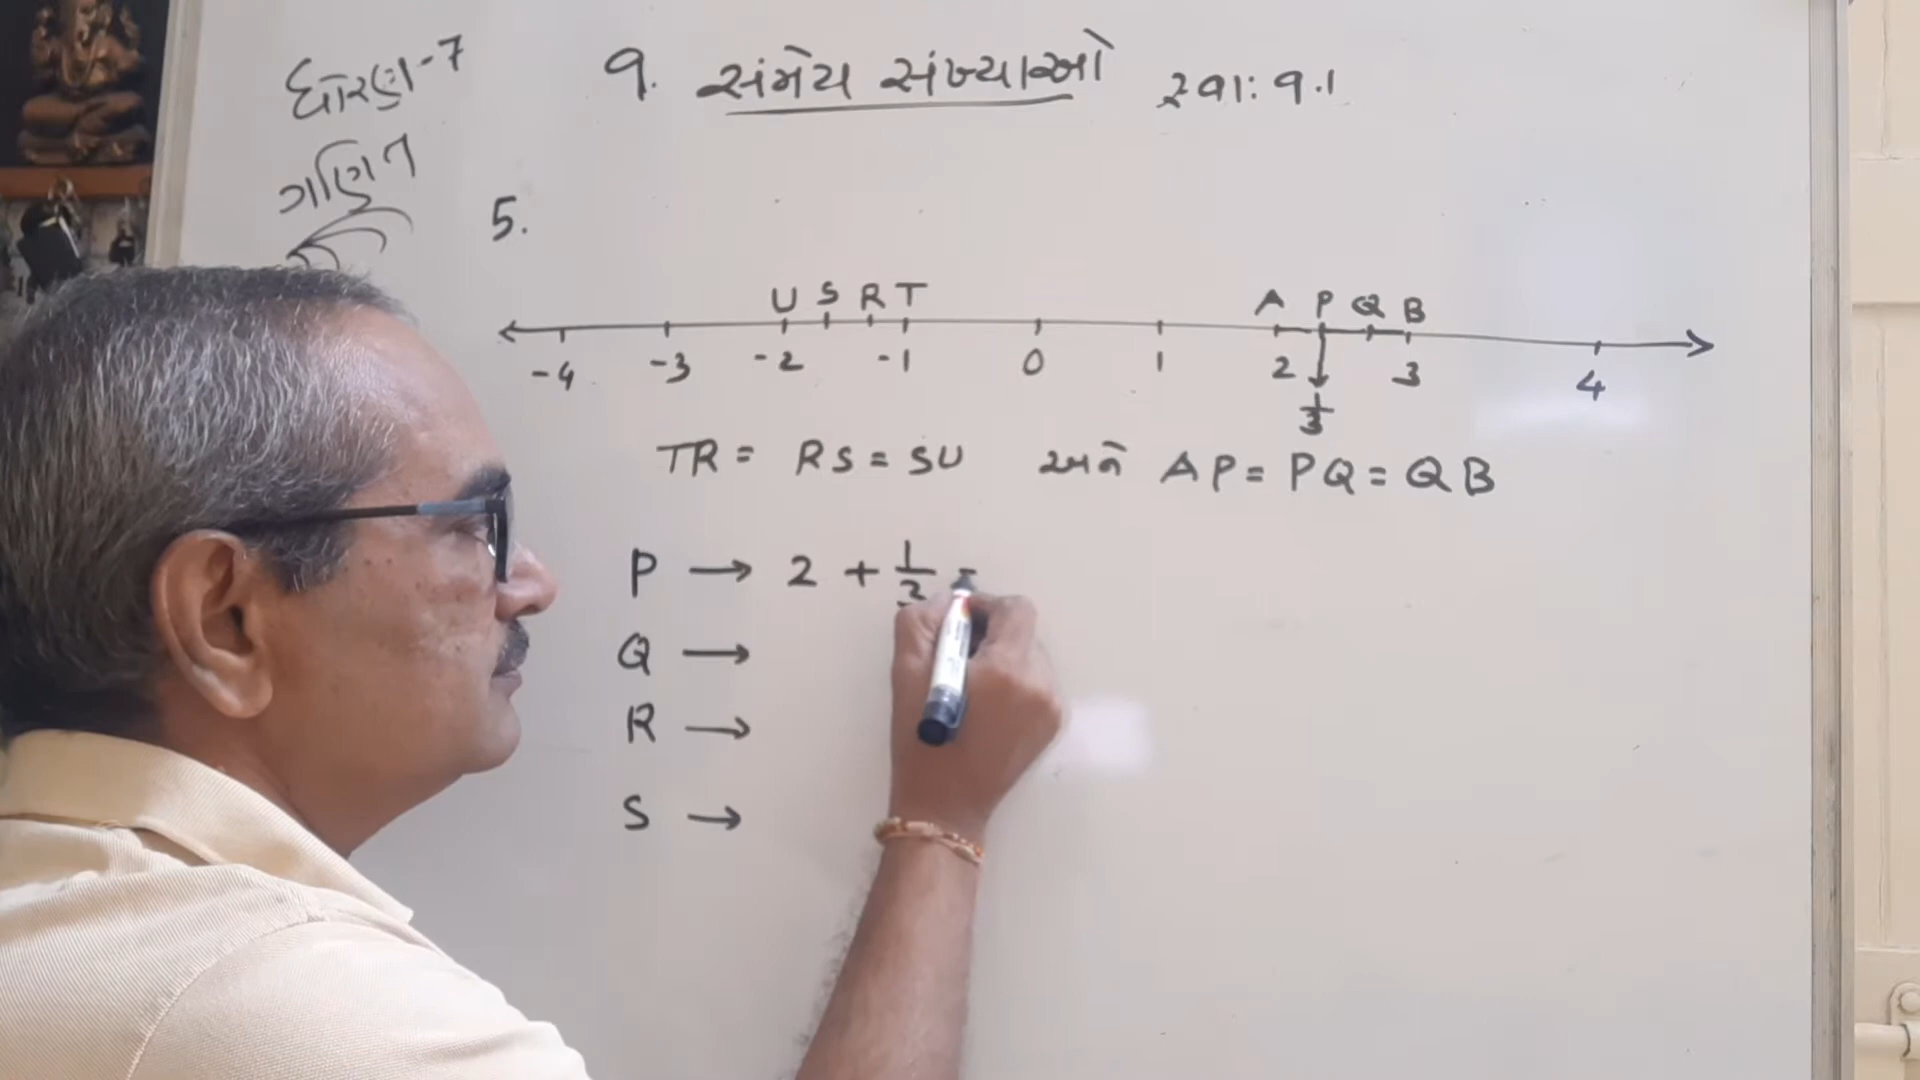 ધોરણ-7
ગણિત
9. સંમેય સંખ્યાઓ સ્વા: 9.1
5.
U S R T A P Q B
-4 -3 -2 -1 0 1 2 3 4
1/3
TR = RS = SU અને AP = PQ = QB
P → 2 + 1/3 =
Q →
R →
S →